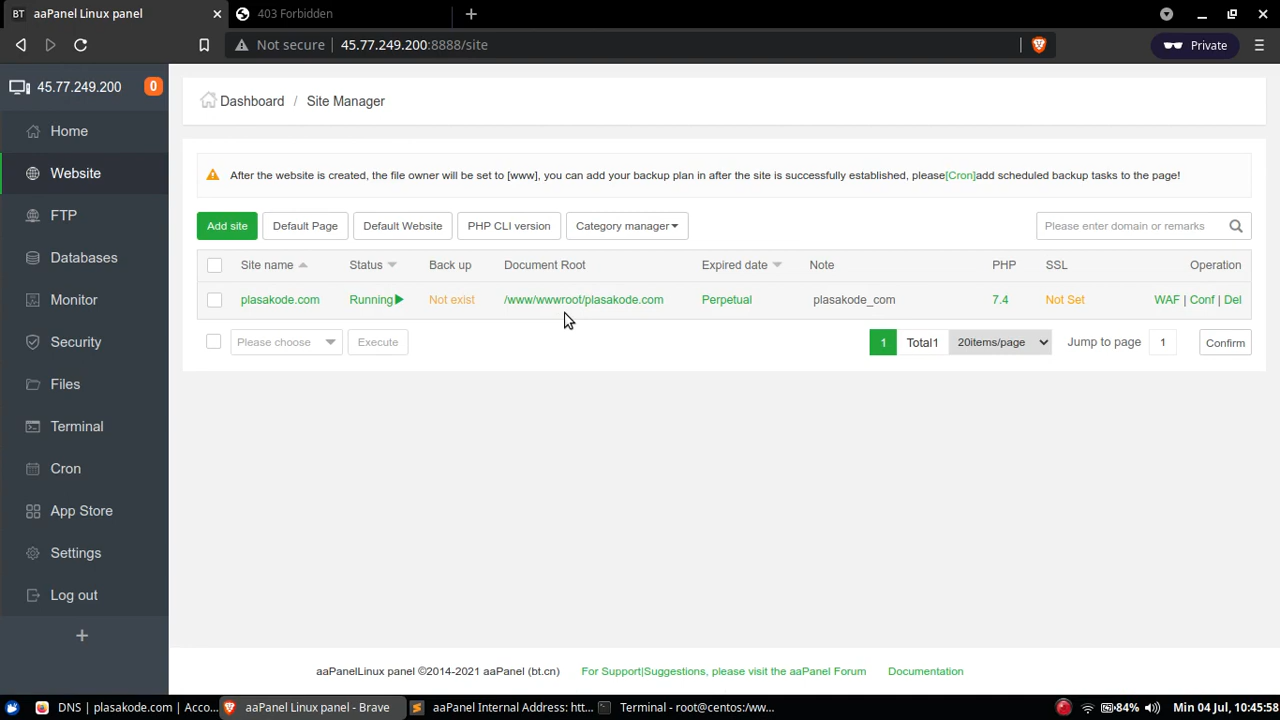 BT aaPanel Linux panel
403 Forbidden
Not secure 45.77.249.200:8888/site
Private
45.77.249.200 0
Home
Website
FTP
Databases
Monitor
Security
Files
Terminal
Cron
App Store
Settings
Log out
Dashboard / Site Manager
After the website is created, the file owner will be set to [www], you can add your backup plan in after the site is successfully established, please[Cron]add scheduled backup tasks to the page!
Add site Default Page Default Website PHP CLI version Category manager Please enter domain or remarks
Site name Status Back up Document Root Expired date Note PHP SSL Operation
plasakode.com Running Not exist /www/wwwroot/plasakode.com Perpetual plasakode_com 7.4 Not Set WAF | Conf | Del
Please choose Execute 1 Total1 20items/page Jump to page 1 Confirm
aaPanelLinux panel ©2014-2021 aaPanel (bt.cn) For Support|Suggestions, please visit the aaPanel Forum Documentation
DNS | plasakode.com | Acco... aaPanel Linux panel - Brave aaPanel Internal Address: htt... Terminal - root@centos:/ww... 84% Min 04 Jul, 10:45:58